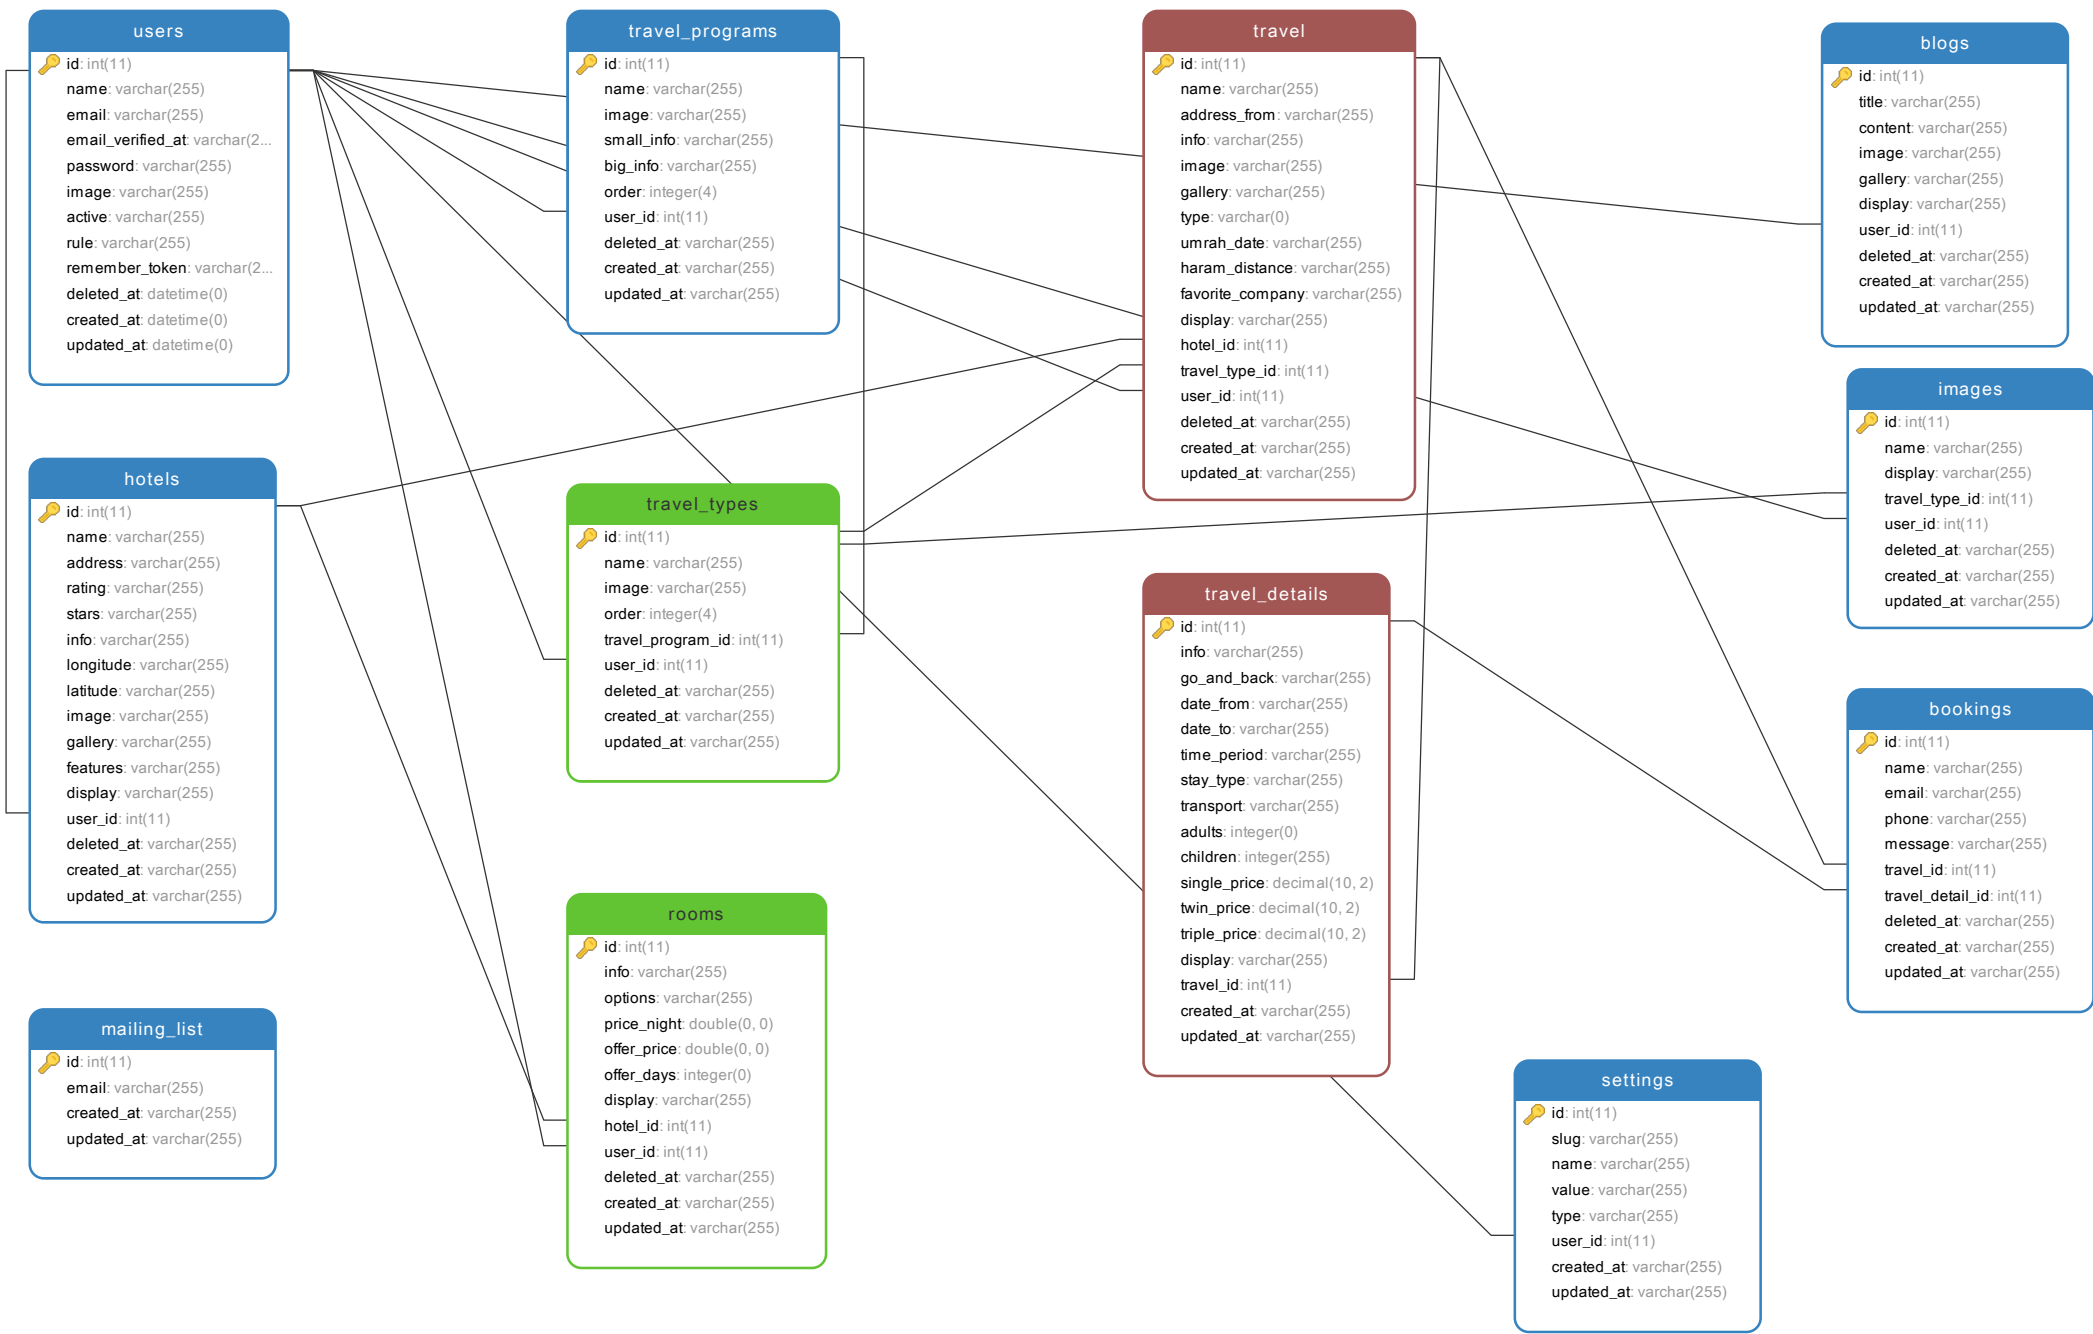 users
id: int(11)
name: varchar(255)
email: varchar(255)
email_verified_at: varchar(2...
password: varchar(255)
image: varchar(255)
active: varchar(255)
rule: varchar(255)
remember_token: varchar(2...
deleted_at: datetime(0)
created_at: datetime(0)
updated_at: datetime(0)
travel_programs
id: int(11)
name: varchar(255)
image: varchar(255)
small_info: varchar(255)
big_info: varchar(255)
order: integer(4)
user_id: int(11)
deleted_at: varchar(255)
created_at: varchar(255)
updated_at: varchar(255)
travel
id: int(11)
name: varchar(255)
address_from: varchar(255)
info: varchar(255)
image: varchar(255)
gallery: varchar(255)
type: varchar(0)
umrah_date: varchar(255)
haram_distance: varchar(255)
favorite_company: varchar(255)
display: varchar(255)
hotel_id: int(11)
travel_type_id: int(11)
user_id: int(11)
deleted_at: varchar(255)
created_at: varchar(255)
updated_at: varchar(255)
blogs
id: int(11)
title: varchar(255)
content: varchar(255)
image: varchar(255)
gallery: varchar(255)
display: varchar(255)
user_id: int(11)
deleted_at: varchar(255)
created_at: varchar(255)
updated_at: varchar(255)
images
id: int(11)
name: varchar(255)
display: varchar(255)
travel_type_id: int(11)
user_id: int(11)
deleted_at: varchar(255)
created_at: varchar(255)
updated_at: varchar(255)
hotels
id: int(11)
name: varchar(255)
address: varchar(255)
rating: varchar(255)
stars: varchar(255)
info: varchar(255)
longitude: varchar(255)
latitude: varchar(255)
image: varchar(255)
gallery: varchar(255)
features: varchar(255)
display: varchar(255)
user_id: int(11)
deleted_at: varchar(255)
created_at: varchar(255)
updated_at: varchar(255)
travel_types
id: int(11)
name: varchar(255)
image: varchar(255)
order: integer(4)
travel_program_id: int(11)
user_id: int(11)
deleted_at: varchar(255)
created_at: varchar(255)
updated_at: varchar(255)
travel_details
id: int(11)
info: varchar(255)
go_and_back: varchar(255)
date_from: varchar(255)
date_to: varchar(255)
time_period: varchar(255)
stay_type: varchar(255)
transport: varchar(255)
adults: integer(0)
children: integer(255)
single_price: decimal(10, 2)
twin_price: decimal(10, 2)
triple_price: decimal(10, 2)
display: varchar(255)
travel_id: int(11)
created_at: varchar(255)
updated_at: varchar(255)
bookings
id: int(11)
name: varchar(255)
email: varchar(255)
phone: varchar(255)
message: varchar(255)
travel_id: int(11)
travel_detail_id: int(11)
deleted_at: varchar(255)
created_at: varchar(255)
updated_at: varchar(255)
rooms
id: int(11)
info: varchar(255)
options: varchar(255)
price_night: double(0, 0)
offer_price: double(0, 0)
offer_days: integer(0)
display: varchar(255)
hotel_id: int(11)
user_id: int(11)
deleted_at: varchar(255)
created_at: varchar(255)
updated_at: varchar(255)
mailing_list
id: int(11)
email: varchar(255)
created_at: varchar(255)
updated_at: varchar(255)
settings
id: int(11)
slug: varchar(255)
name: varchar(255)
value: varchar(255)
type: varchar(255)
user_id: int(11)
created_at: varchar(255)
updated_at: varchar(255)